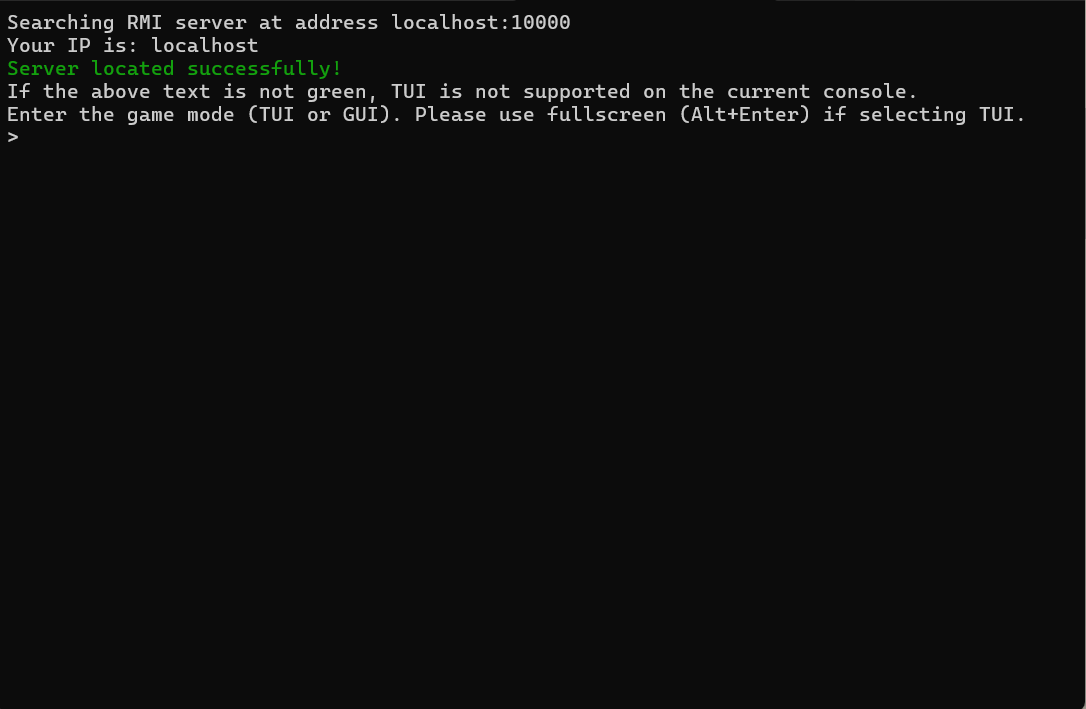 Searching RMI server at address localhost:10000
Your IP is: localhost
Server located successfully!
If the above text is not green, TUI is not supported on the current console.
Enter the game mode (TUI or GUI). Please use fullscreen (Alt+Enter) if selecting TUI.
>